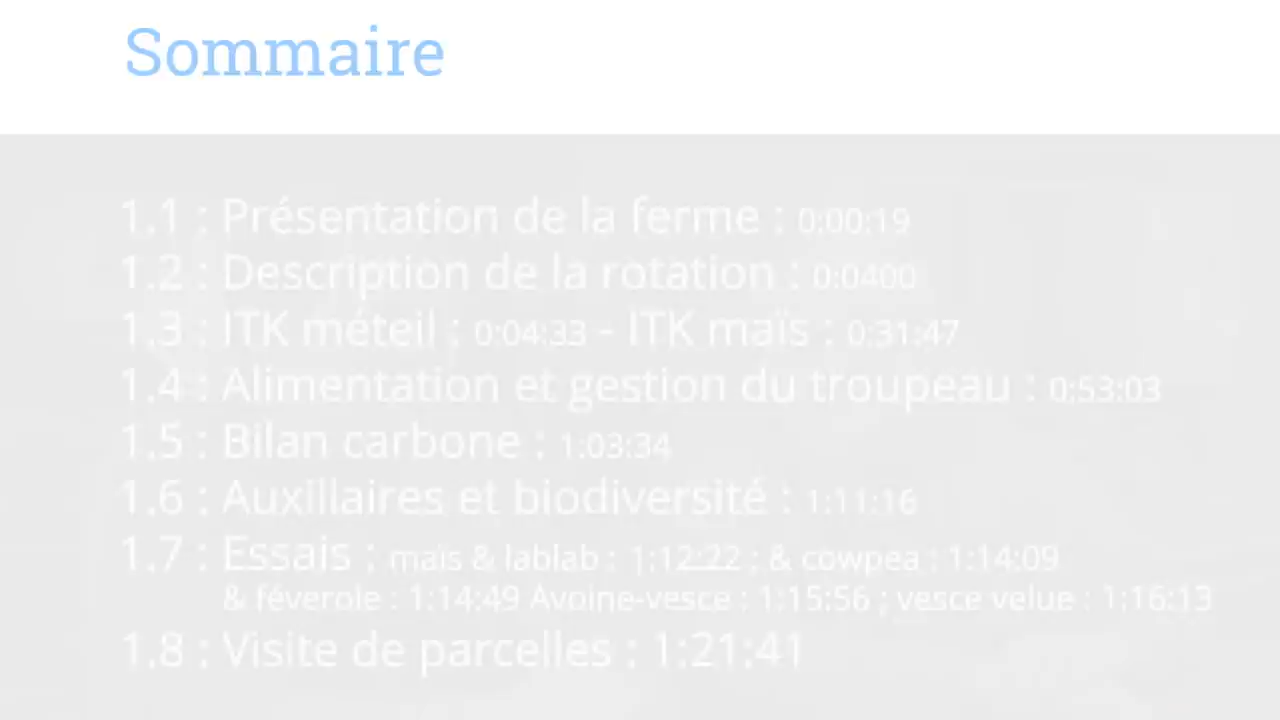 Sommaire
1.1 : Présentation de la ferme : 0:00:19
1.2 : Description de la rotation : 0:0400
1.3 : ITK méteil : 0:04:33 - ITK maïs : 0:31:47
1.4 : Alimentation et gestion du troupeau : 0:53:03
1.5 : Bilan carbone : 1:03:34
1.6 : Auxillaires et biodiversité : 1:11:16
1.7 : Essais : maïs & lablab : 1:12:22 ; & cowpea : 1:14:09
& féverole : 1:14:49 Avoine-vesce : 1:15:56 ; vesce velue : 1:16:13
1.8 : Visite de parcelles : 1:21:41